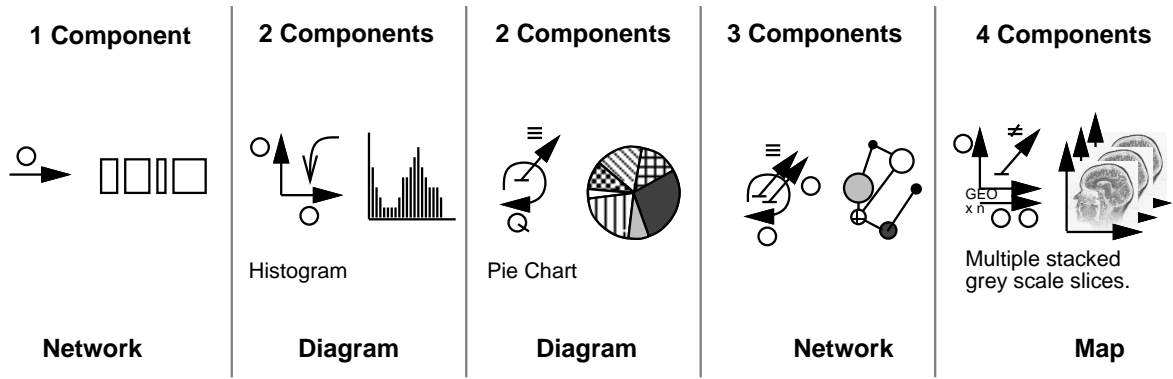 1 Component
2 Components
2 Components
3 Components
4 Components
≡
≡
≠
Q
GEO
x n
Histogram
Pie Chart
Multiple stacked
grey scale slices.
Network
Diagram
Diagram
Network
Map